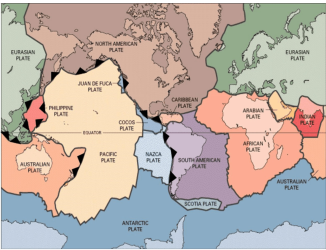 EURASIAN
PLATE
NORTH AMERICAN
PLATE
EURASIAN
PLATE
JUAN DE FUCA
PLATE
PHILIPPINE
PLATE
CARIBBEAN
PLATE
ARABIAN
PLATE
INDIAN
PLATE
COCOS
PLATE
EQUATOR
AUSTRALIAN
PLATE
PACIFIC
PLATE
NAZCA
PLATE
SOUTH AMERICAN
PLATE
AFRICAN
PLATE
AUSTRALIAN
PLATE
SCOTIA PLATE
ANTARCTIC
PLATE